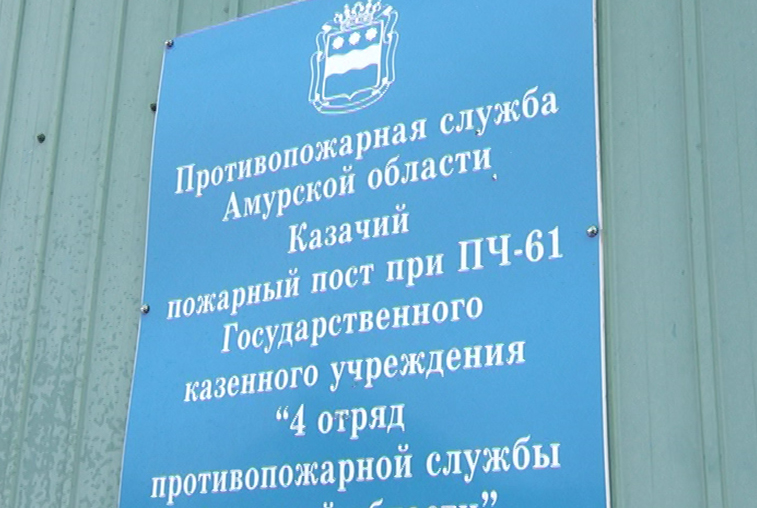 Противопожарная служба
Амурской области
Казачий
пожарный пост при ПЧ-61
Государственного
казенного учреждения
“4 отряд
противопожарной службы